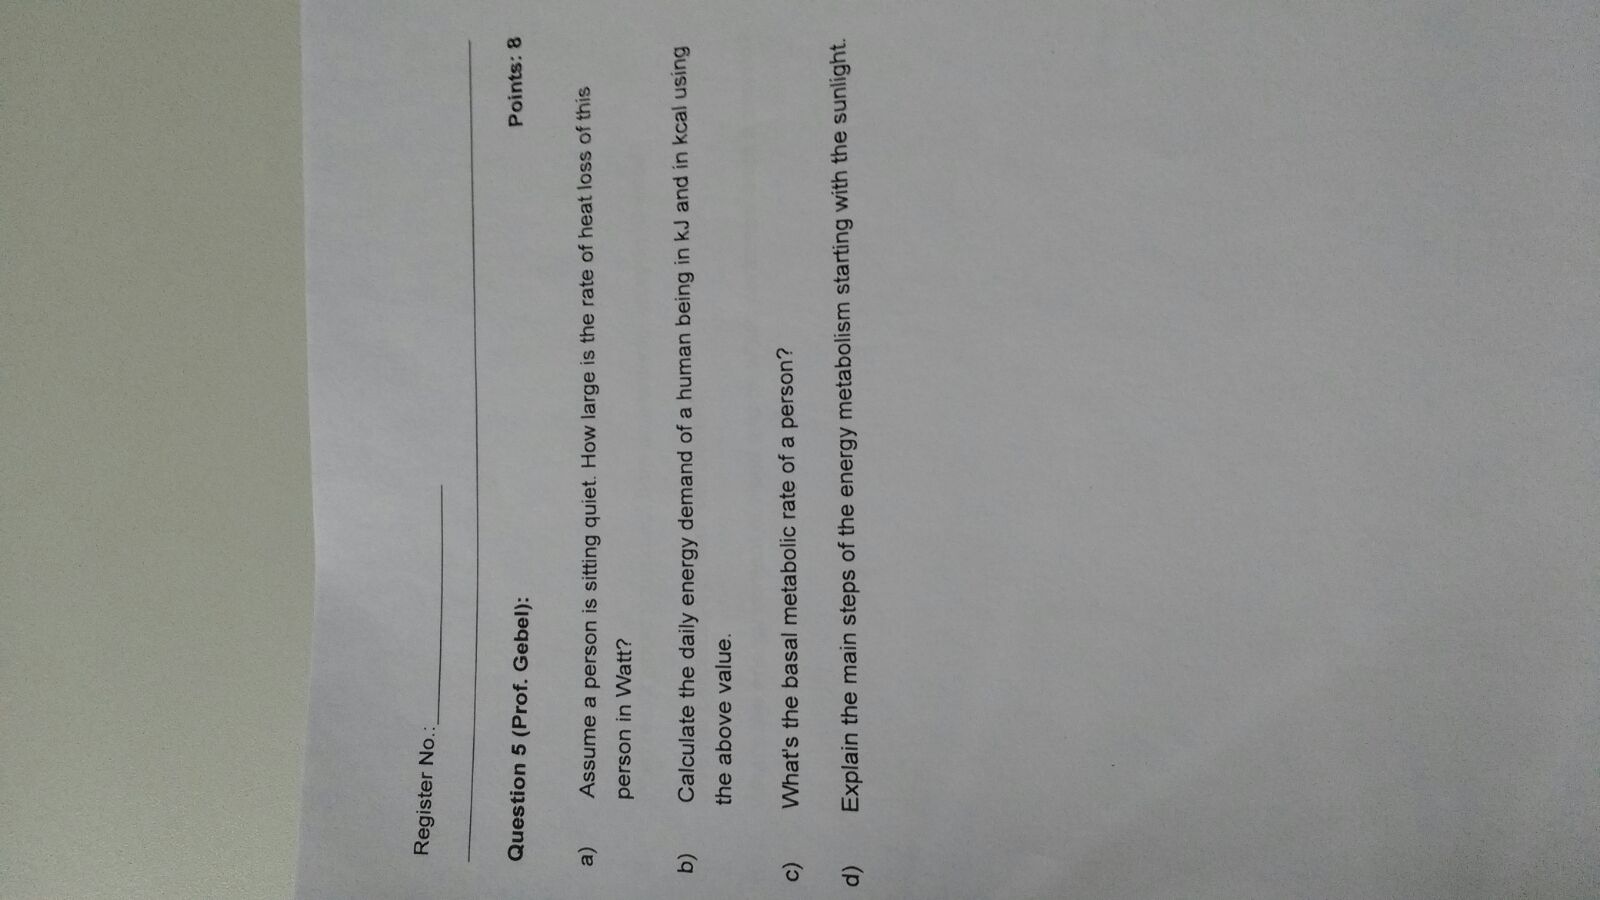 Register No.:
Question 5 (Prof. Gebel): Points: 8
a) Assume a person is sitting quiet. How large is the rate of heat loss of this
person in Watt?
b) Calculate the daily energy demand of a human being in kJ and in kcal using
the above value.
c) What's the basal metabolic rate of a person?
d) Explain the main steps of the energy metabolism starting with the sunlight.